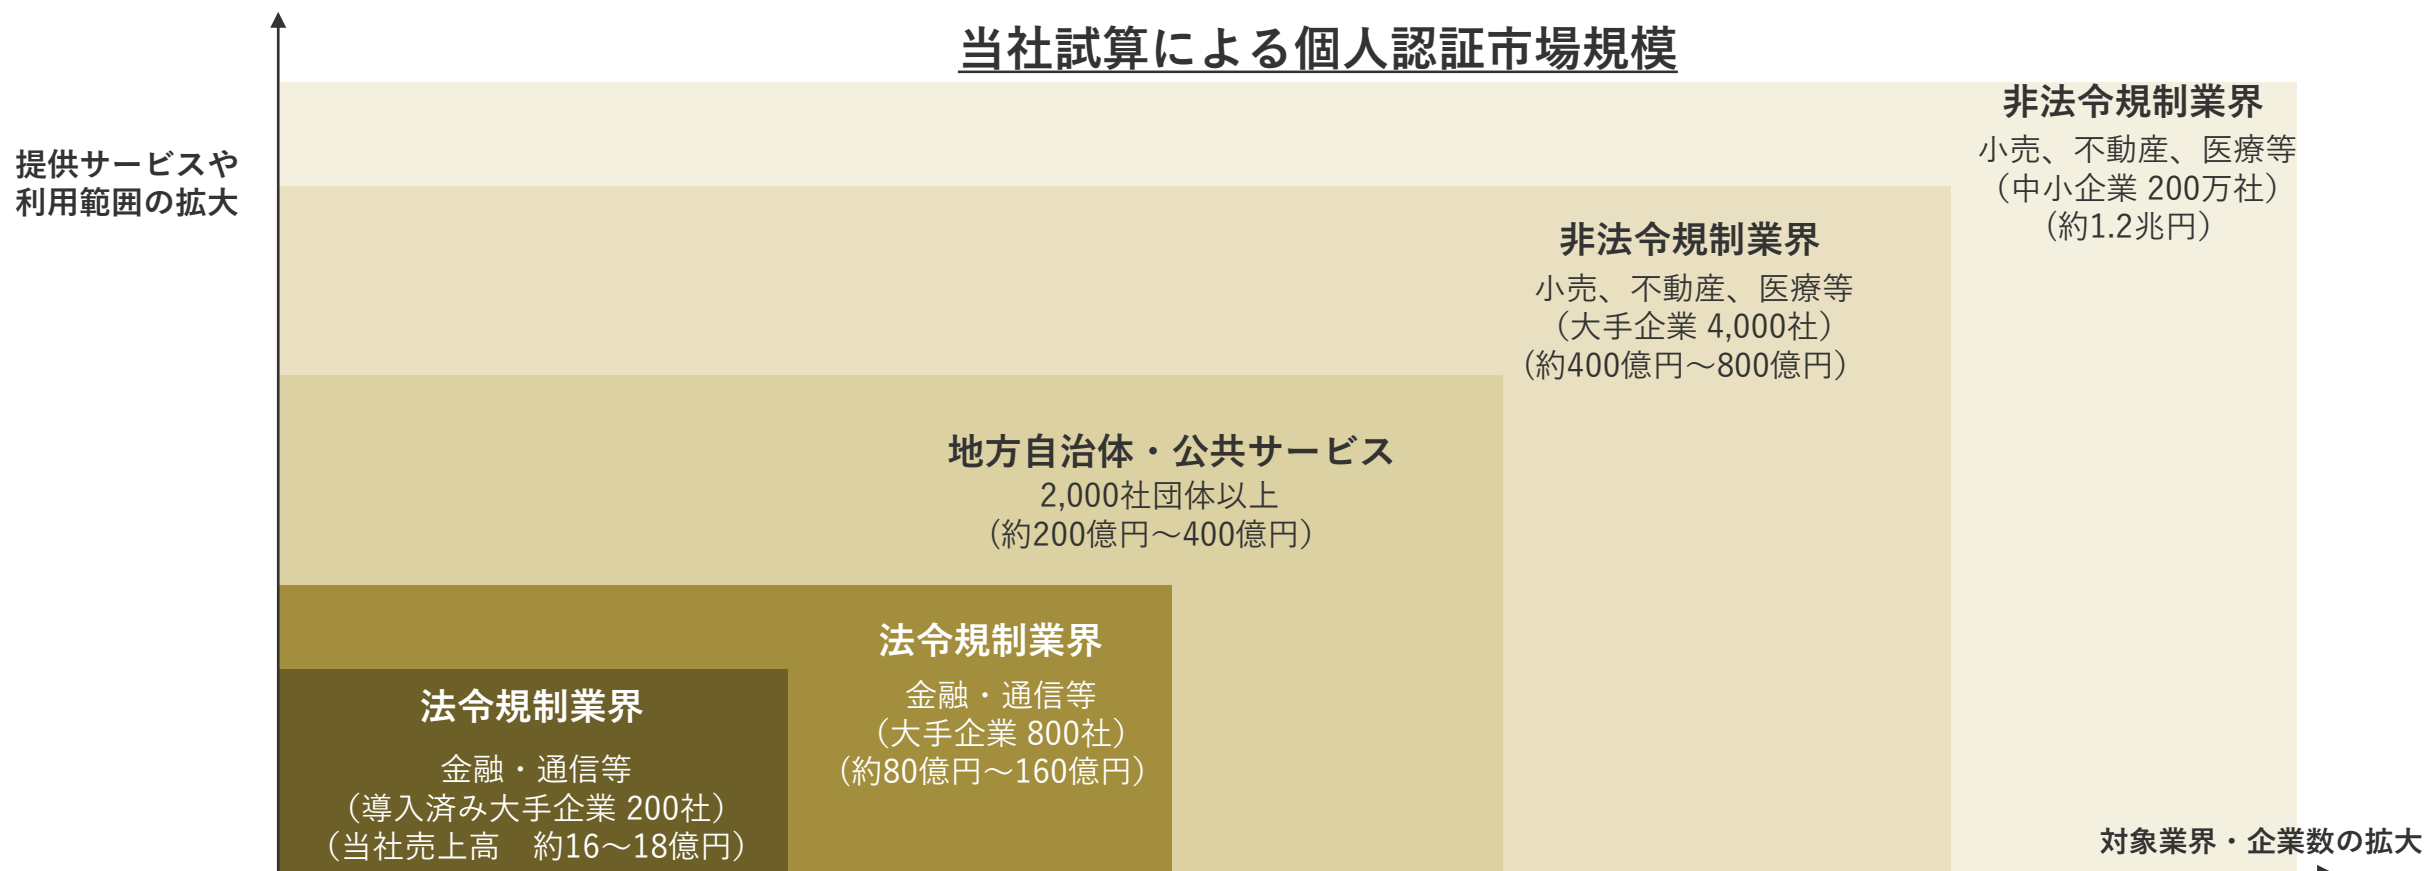 当社試算による個人認証市場規模
提供サービスや
利用範囲の拡大
非法令規制業界
小売、不動産、医療等
（中小企業 200万社）
（約1.2兆円）
非法令規制業界
小売、不動産、医療等
（大手企業 4,000社）
（約400億円～800億円）
地方自治体・公共サービス
2,000社団体以上
（約200億円～400億円）
法令規制業界
金融・通信等
（大手企業 800社）
（約80億円～160億円）
法令規制業界
金融・通信等
（導入済み大手企業 200社）
（当社売上高　約16～18億円）
対象業界・企業数の拡大